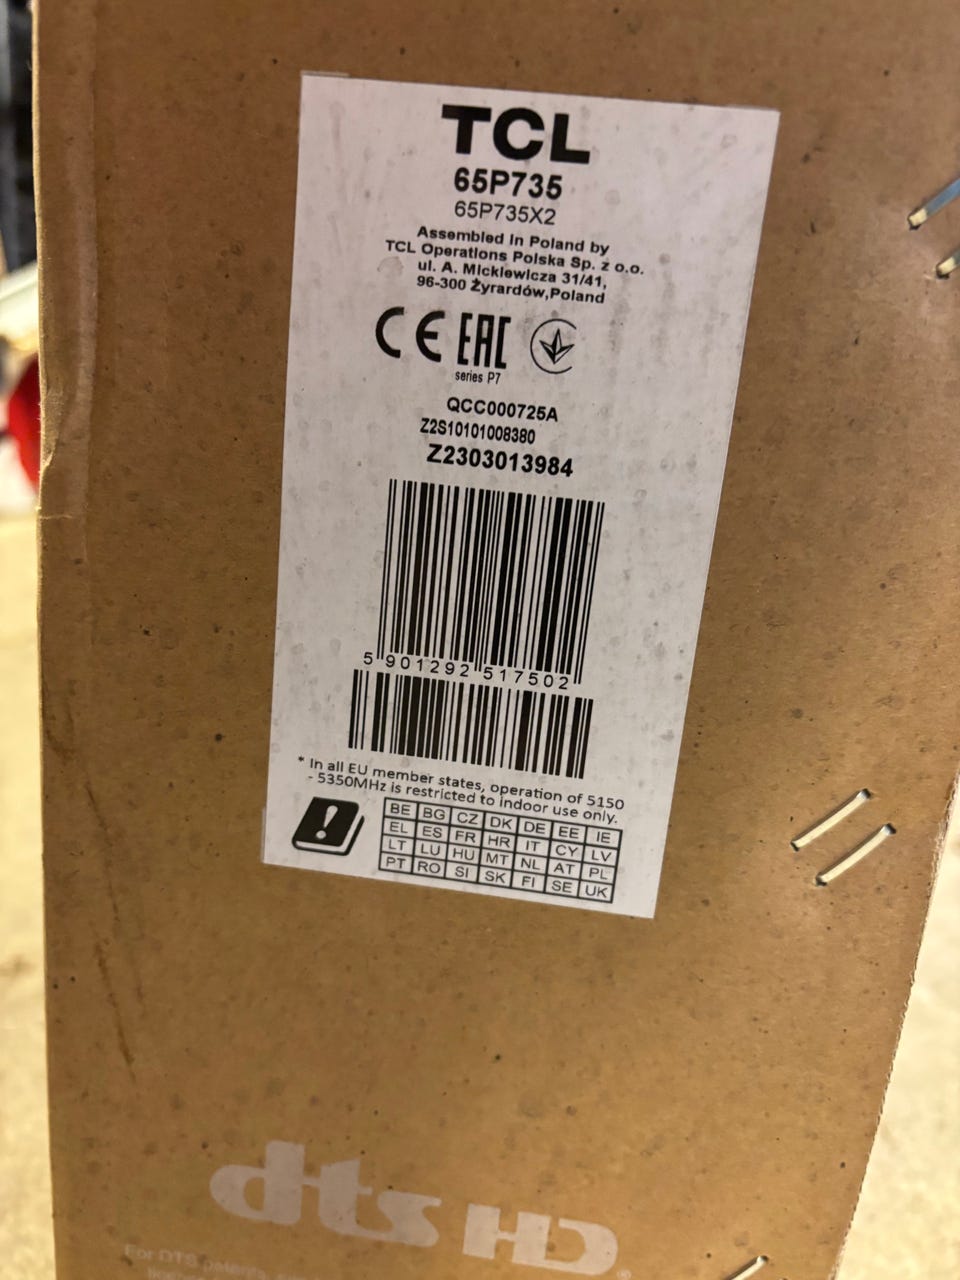 TCL
65P735
65P735X2
Assembled in Poland by
TCL Operations Polska Sp. z o.o.
ul. A. Mickiewicza 31/41,
96-300 Żyrardów,Poland
CE EAC
series P7
QCC000725A
Z2S10101008380
Z2303013984
5 901292 517502
* In all EU member states, operation of 5150
- 5350MHz is restricted to indoor use only.
BE BG CZ DK DE EE IE
EL ES FR HR IT CY LV
LT LU HU MT NL AT PL
PT RO SI SK FI SE UK
dts HD
For DTS patents,